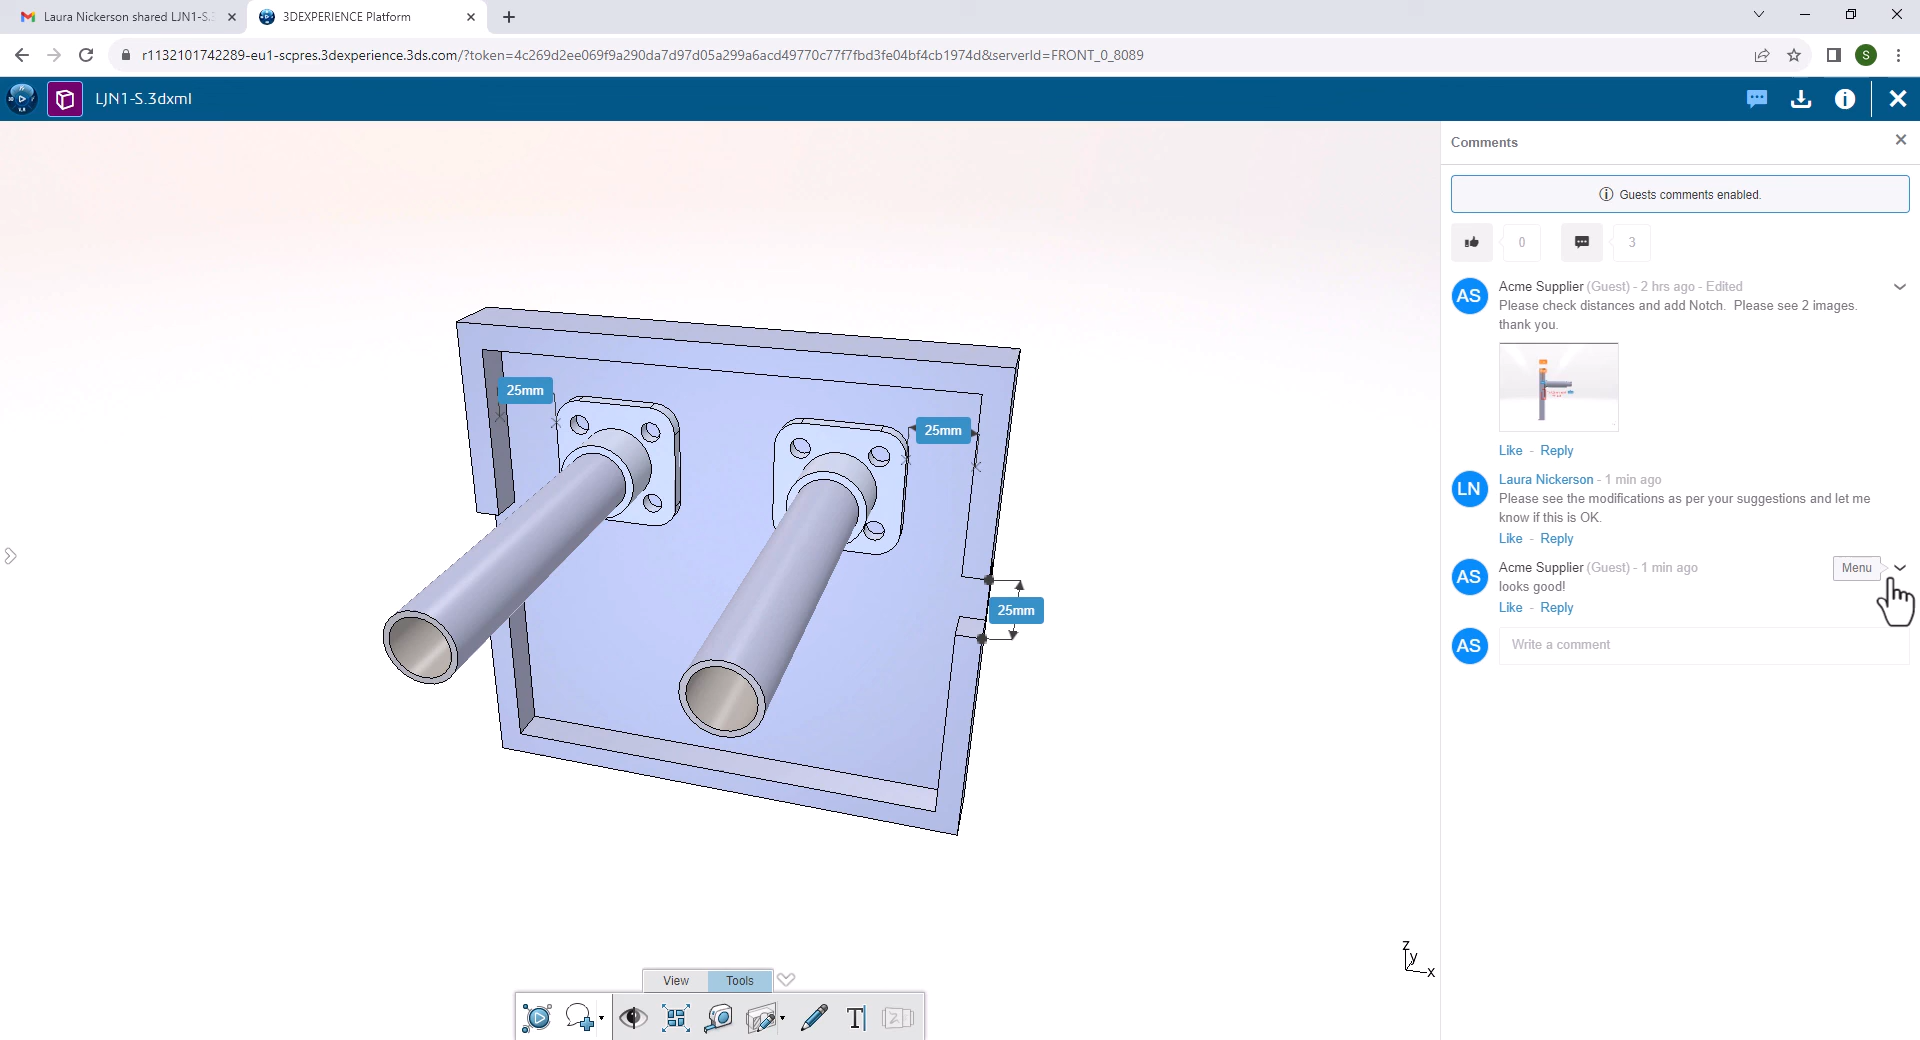 Laura Nickerson shared LJN1-S.
3DEXPERIENCE Platform
r1132101742289-eu1-scpres.3dexperience.3ds.com/?token=4c269d2ee069f9a290da7d97d05a299a6acd49770c77f7fbd3fe04bf4cb1974d&serverId=FRONT_0_8089
S
LJN1-S.3dxml
Comments
Guests comments enabled.
0
3
AS
Acme Supplier (Guest) - 2 hrs ago - Edited
Please check distances and add Notch. Please see 2 images.
thank you.
Like - Reply
LN
Laura Nickerson - 1 min ago
Please see the modifications as per your suggestions and let me
know if this is OK.
Like - Reply
AS
Acme Supplier (Guest) - 1 min ago
Menu
looks good!
Like - Reply
AS
Write a comment
25mm
25mm
25mm
z
y
x
View
Tools